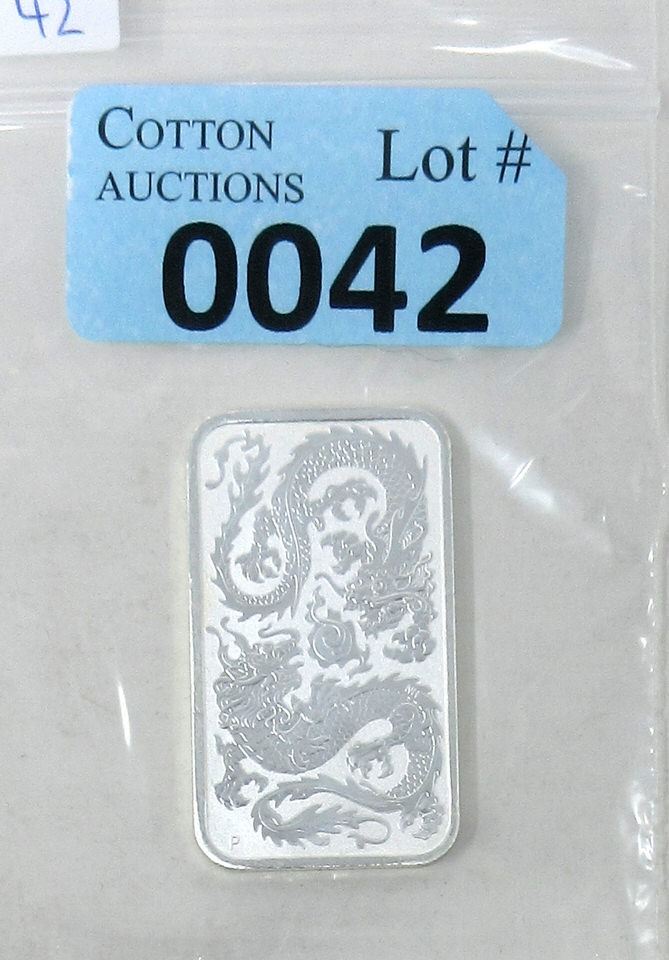 42
COTTON
AUCTIONS
Lot #
0042
P